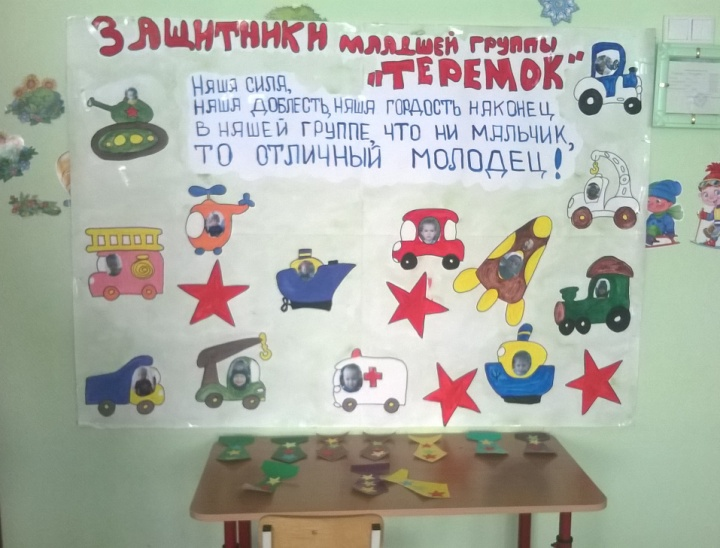 ЗАЩИТНИКИ МЛАДШЕЙ ГРУППЫ
"ТЕРЕМОК"
НАША СИЛА,
НАША ДОБЛЕСТЬ, НАША ГОРДОСТЬ НАКОНЕЦ
В НАШЕЙ ГРУППЕ, ЧТО НИ МАЛЬЧИК,
ТО ОТЛИЧНЫЙ МОЛОДЕЦ!